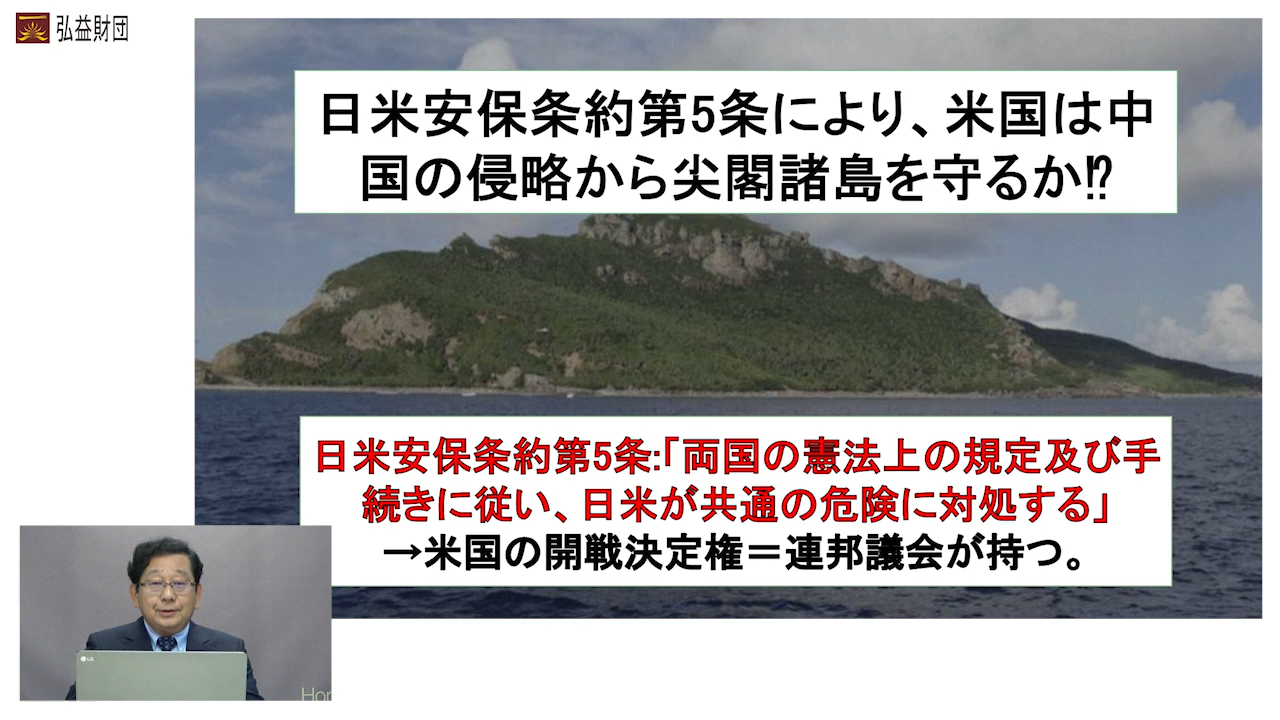 弘益財団
日米安保条約第5条により、米国は中
国の侵略から尖閣諸島を守るか⁉
日米安保条約第5条:「両国の憲法上の規定及び手
続きに従い、日米が共通の危険に対処する」
→米国の開戦決定権＝連邦議会が持つ。
LG
Hor